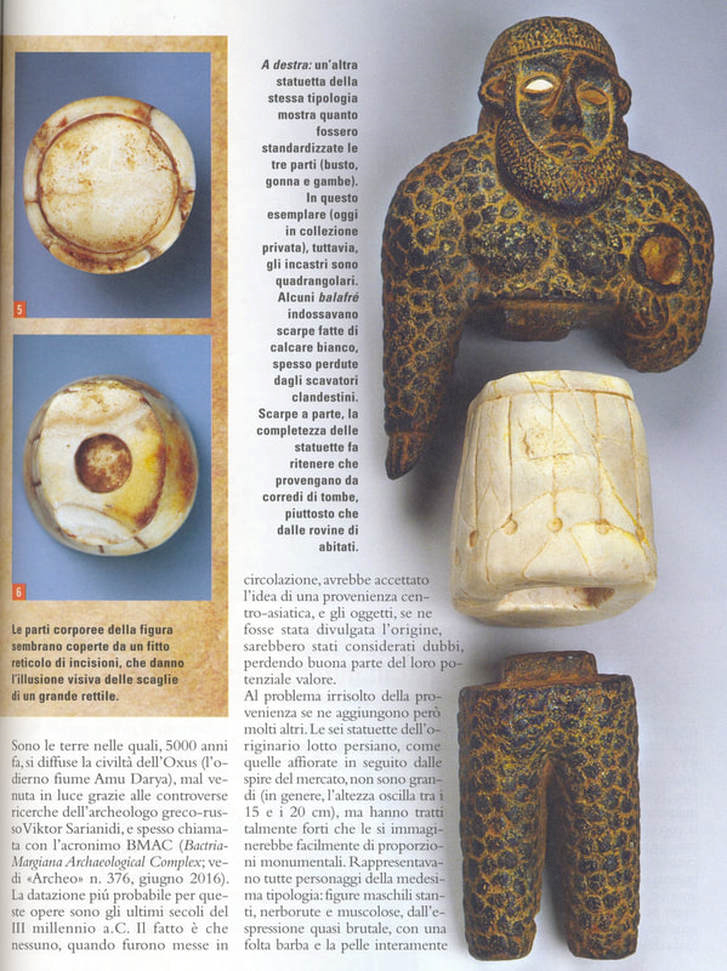 A destra: un'altra
statuetta della
stessa tipologia
mostra quanto
fossero
standardizzate le
tre parti (busto,
gonna e gambe).
In questo
esemplare (oggi
in collezione
privata), tuttavia,
gli incastri sono
quadrangolari.
Alcuni balafré
indossavano
scarpe fatte di
calcare bianco,
spesso perdute
dagli scavatori
clandestini.
Scarpe a parte, la
completezza delle
statuette fa
ritenere che
provengano da
corredi di tombe,
piuttosto che
dalle rovine di
abitati.
5
6
Le parti corporee della figura
sembrano coperte da un fitto
reticolo di incisioni, che danno
l'illusione visiva delle scaglie
di un grande rettile.
Sono le terre nelle quali, 5000 anni
fa, si diffuse la civiltà dell'Oxus (l'o-
dierno fiume Amu Darya), mal ve-
nuta in luce grazie alle controverse
ricerche dell'archeologo greco-rus-
so Viktor Sarianidi, e spesso chiama-
ta con l'acronimo BMAC (Bactria-
Margiana Archaeological Complex; ve-
di «Archeo» n. 376, giugno 2016).
La datazione piú probabile per que-
ste opere sono gli ultimi secoli del
III millennio a.C. Il fatto è che
nessuno, quando furono messe in
circolazione, avrebbe accettato
l'idea di una provenienza cen-
tro-asiatica, e gli oggetti, se ne
fosse stata divulgata l'origine,
sarebbero stati considerati dubbi,
perdendo buona parte del loro po-
tenziale valore.
Al problema irrisolto della pro-
venienza se ne aggiungono però
molti altri. Le sei statuette dell'o-
riginario lotto persiano, come
quelle affiorate in seguito dalle
spire del mercato, non sono gran-
di (in genere, l'altezza oscilla tra i
15 e i 20 cm), ma hanno tratti
talmente forti che le si immagi-
nerebbe facilmente di proporzio-
ni monumentali. Rappresentava-
no tutte personaggi della medesi-
ma tipologia: figure maschili stan-
ti, nerborute e muscolose, dall'e-
spressione quasi brutale, con una
folta barba e la pelle interamente